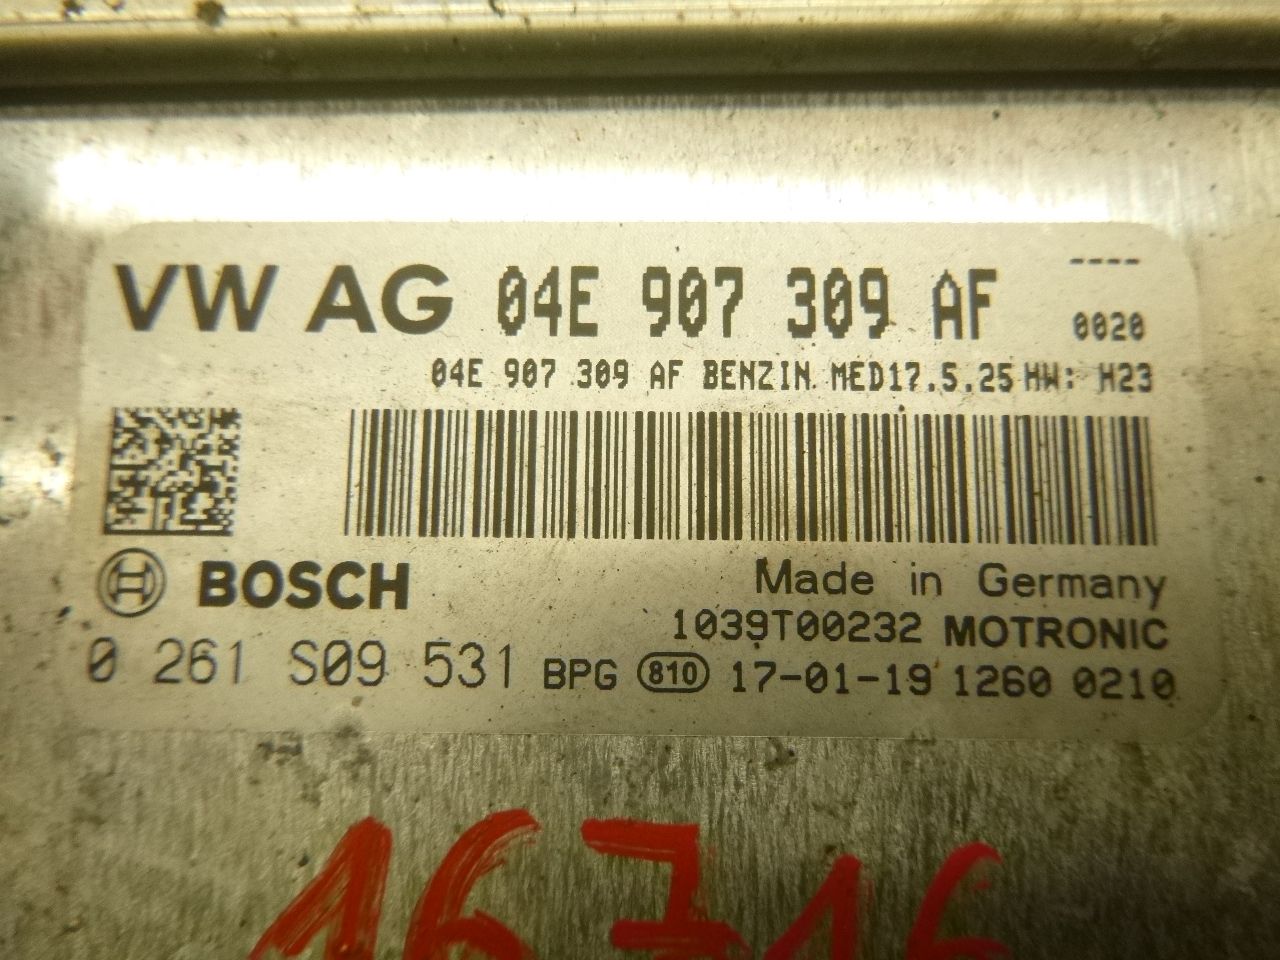 VW AG 04E 907 309 AF ----
0020
04E 907 309 AF BENZIN. MED17.5.25 HW: H23
BOSCH
Made in Germany
1039T00232 MOTRONIC
0 261 S09 531 BPG 810 17-01-19 1260 0210
16716